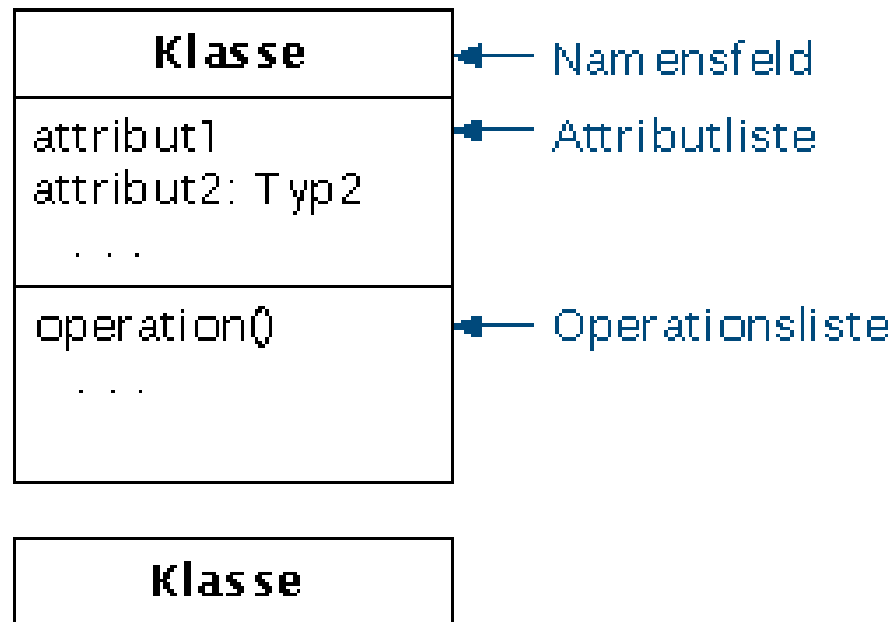 Klasse
Namensfeld
attribut1
Attributliste
attribut2: Typ2
. . .
operation()
Operationsliste
. . .
Klasse